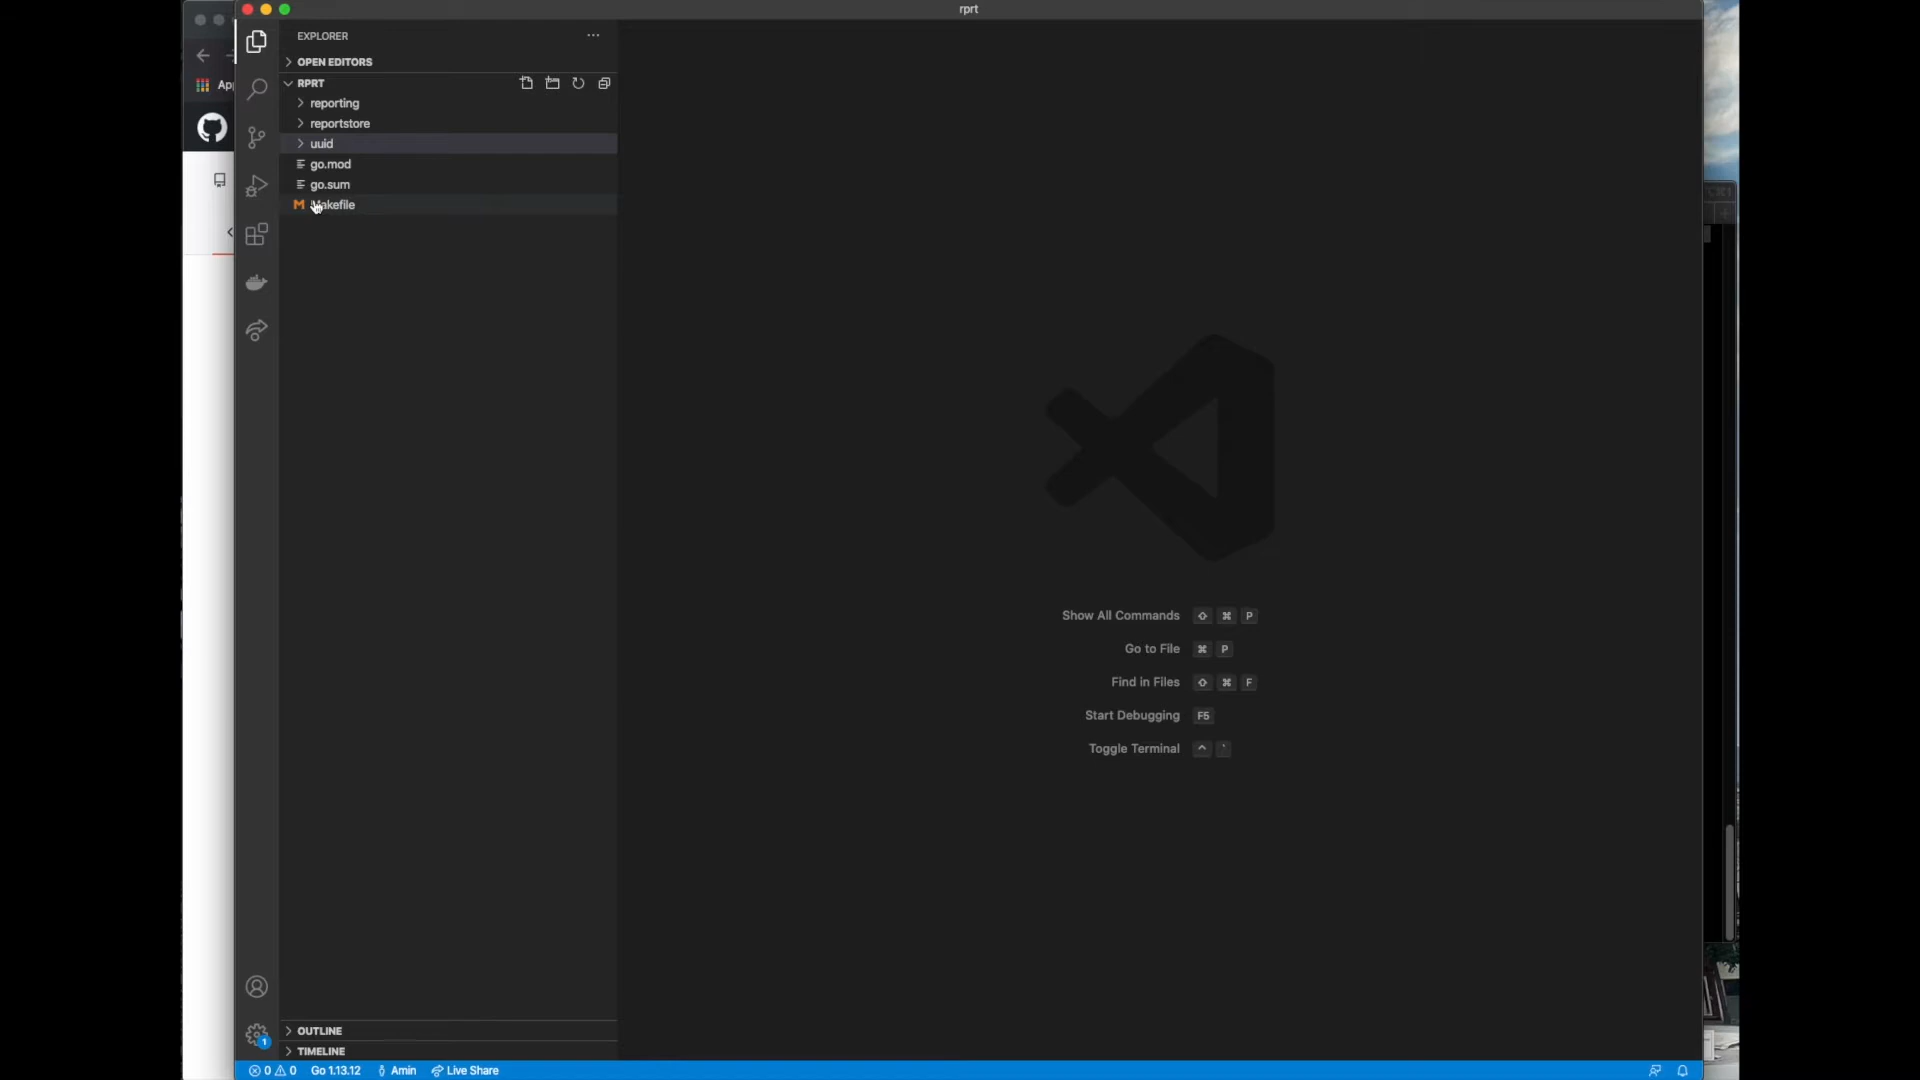 rprt
EXPLORER
OPEN EDITORS
RPRT
App
reporting
reportstore
uuid
go.mod
go.sum
M Makefile
Show All Commands ⇧ ⌘ P
Go to File ⌘ P
Find in Files ⇧ ⌘ F
Start Debugging F5
Toggle Terminal ^ `
OUTLINE
1
TIMELINE
0 0 Go 1.13.12 Amin Live Share